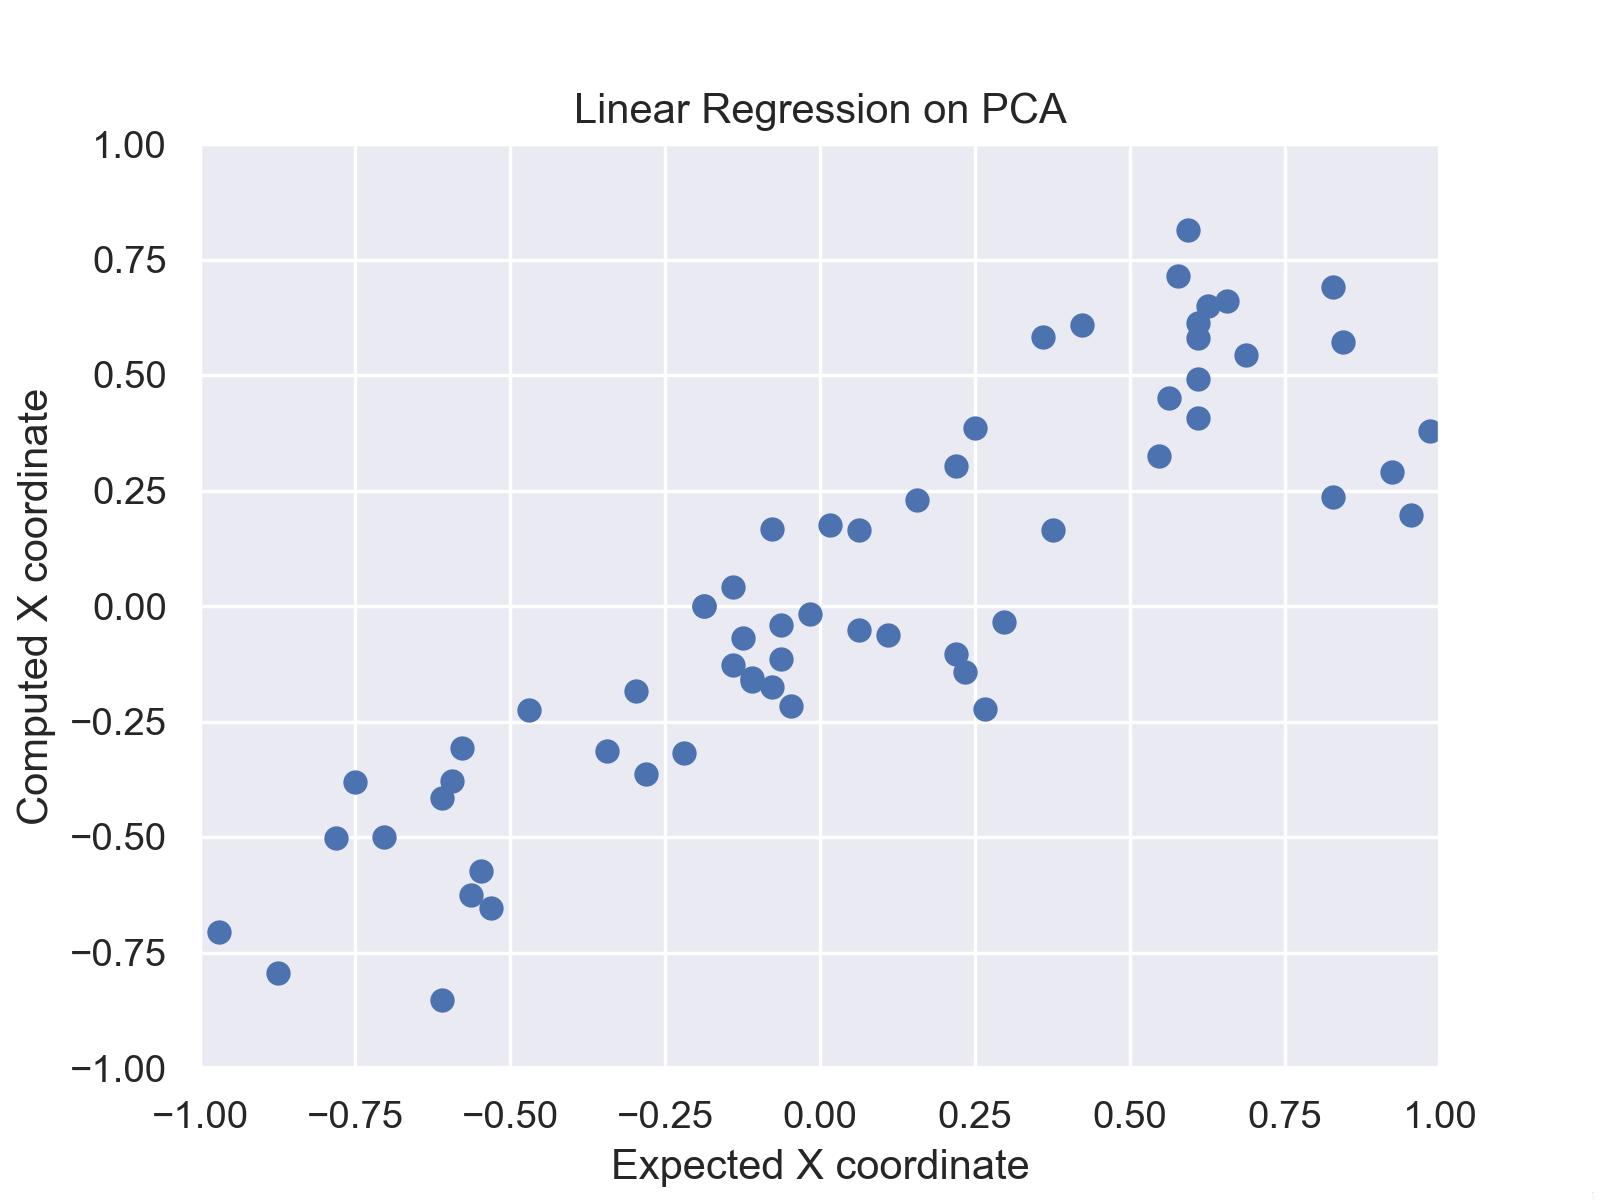 Linear Regression on PCA
1.00
0.75
0.50
0.25
0.00
−0.25
−0.50
−0.75
−1.00
Computed X coordinate
−1.00 −0.75 −0.50 −0.25 0.00 0.25 0.50 0.75 1.00
Expected X coordinate